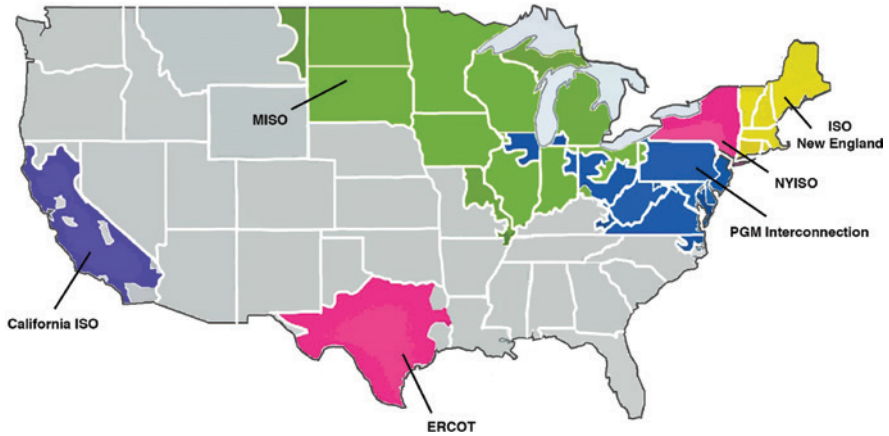 MISO
ISO
New England
NYISO
PGM Interconnection
California ISO
ERCOT